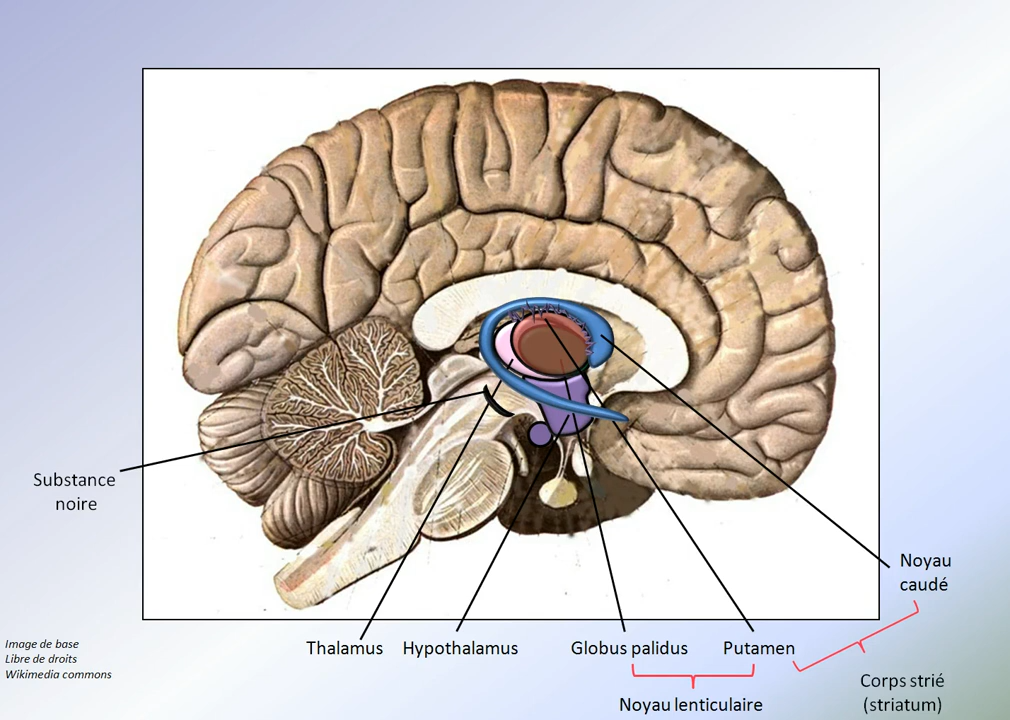 Substance
noire
Noyau
caudé
Thalamus
Hypothalamus
Globus palidus
Putamen
Noyau lenticulaire
Corps strié
(striatum)
Image de base
Libre de droits
Wikimedia commons